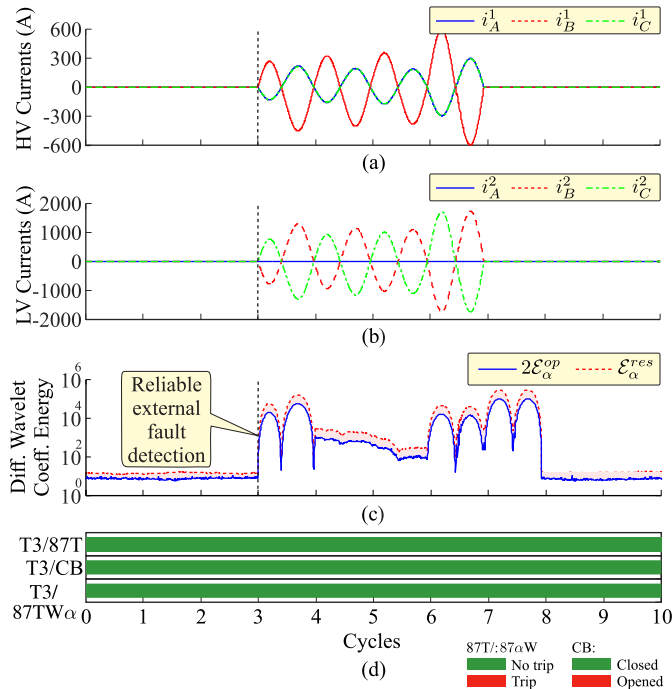 HV Currents (A)
600
300
0
-300
-600
i_A^1 i_B^1 i_C^1
(a)
LV Currents (A)
2000
1000
0
-1000
-2000
i_A^2 i_B^2 i_C^2
(b)
Diff. Wavelet
Coeff. Energy
10^6
10^4
10^2
10^0
Reliable
external
fault
detection
2ℰ_α^{op} ℰ_α^{res}
(c)
T3/87T
T3/CB
T3/
87TWα
0 1 2 3 4 5 6 7 8 9 10
Cycles
(d)
87T/:87αW CB:
No trip Closed
Trip Opened